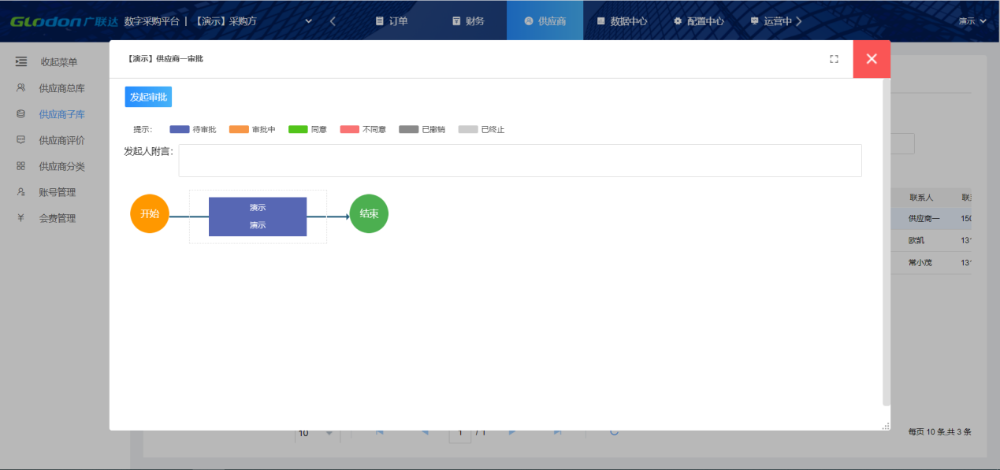 GLodon广联达 数字采购平台 | 【演示】采购方 订单 财务 供应商 数据中心 配置中心 运营中 演示
收起菜单
供应商总库
供应商子库
供应商评价
供应商分类
账号管理
会费管理
【演示】供应商一审批
发起审批
提示: 待审批 审批中 同意 不同意 已撤销 已终止
发起人附言:
开始
演示
演示
结束
联系人
供应商一 150
欧凯 131
常小茂 131
10 1 / 1 每页 10 条,共 3 条